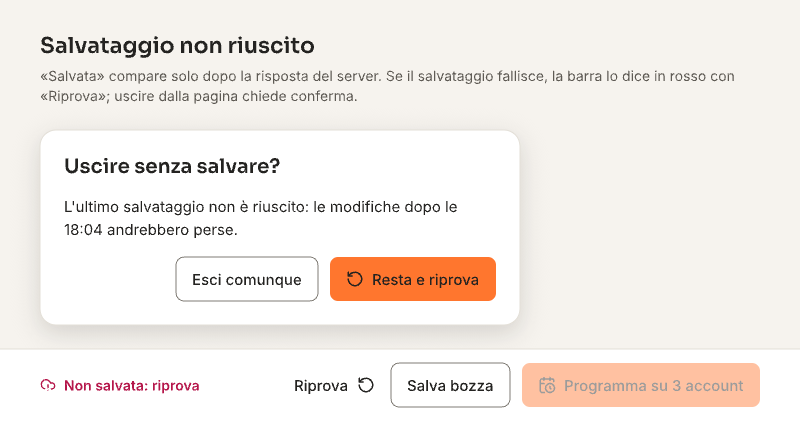 Salvataggio non riuscito
«Salvata» compare solo dopo la risposta del server. Se il salvataggio fallisce, la barra lo dice in rosso con
«Riprova»; uscire dalla pagina chiede conferma.
Uscire senza salvare?
L'ultimo salvataggio non è riuscito: le modifiche dopo le
18:04 andrebbero perse.
Esci comunque
Resta e riprova
Non salvata: riprova
Riprova
Salva bozza
Programma su 3 account